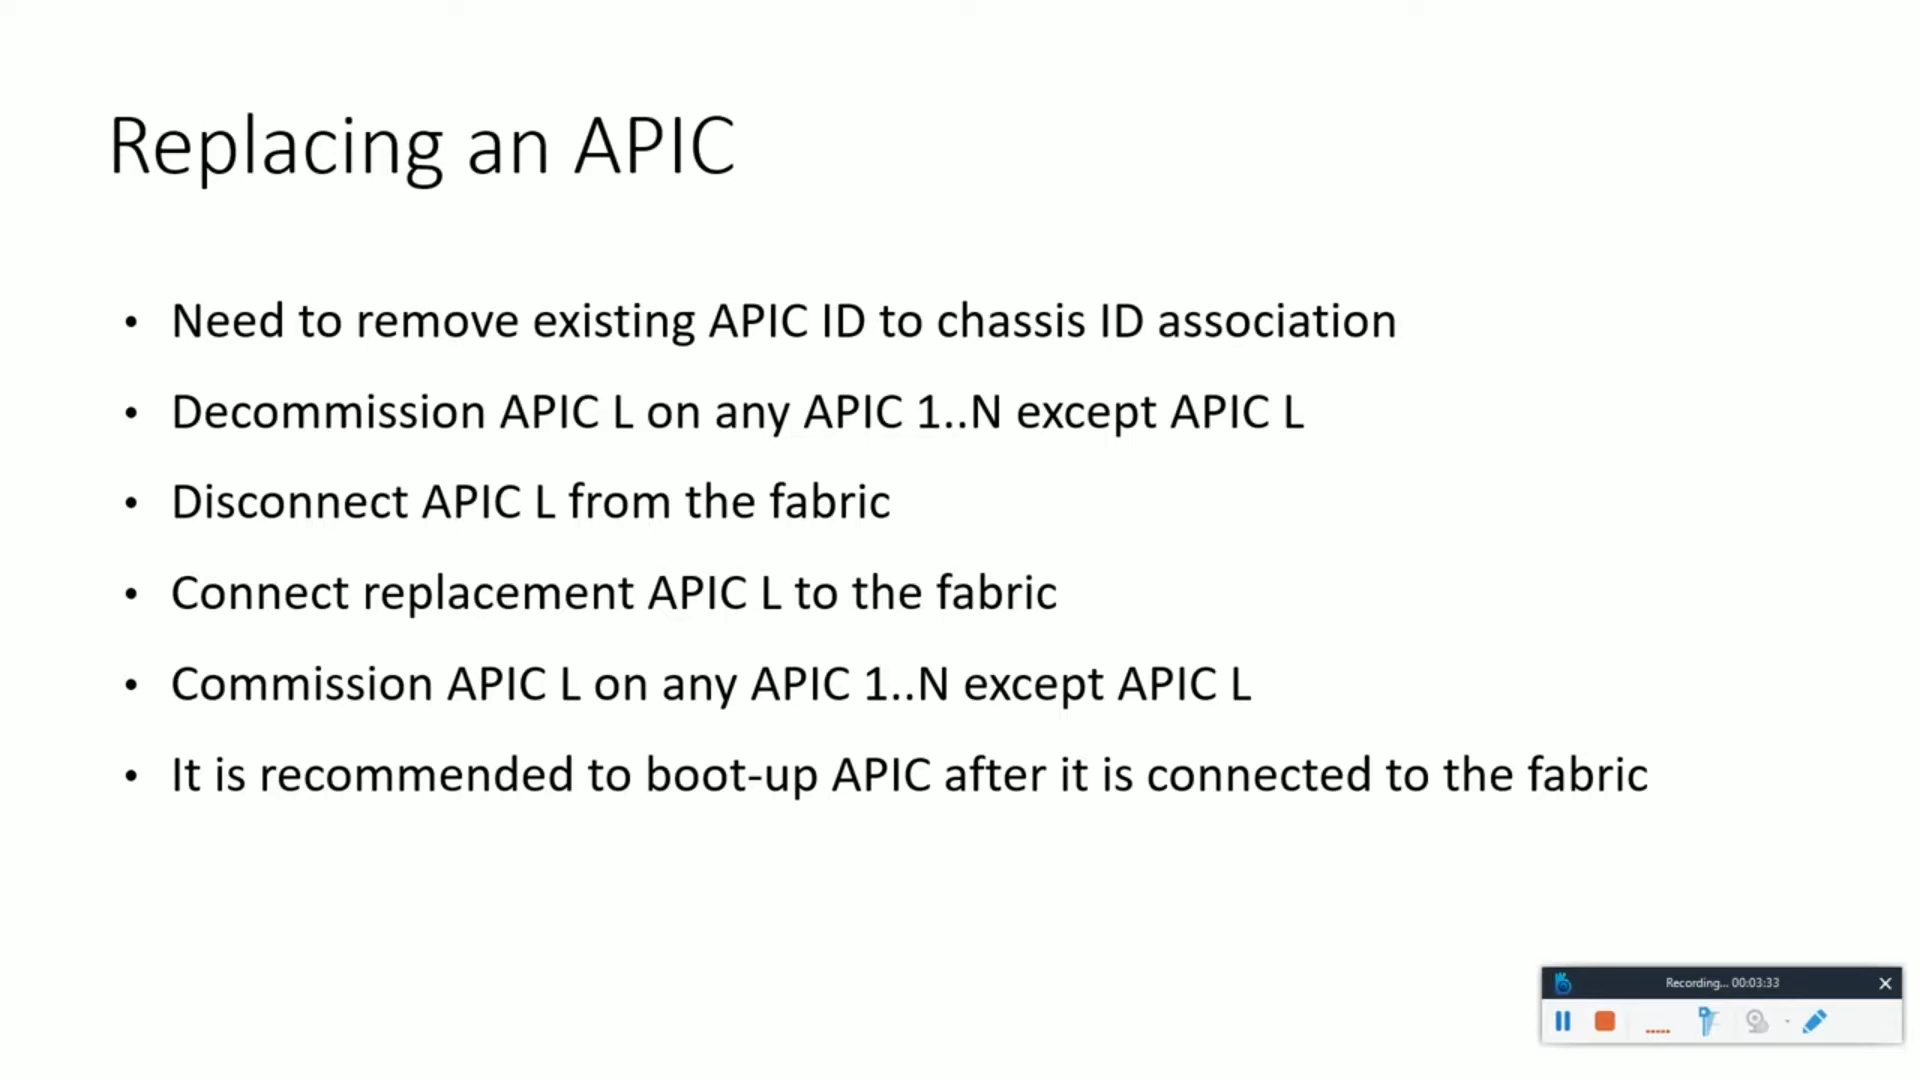 Replacing an APIC
• Need to remove existing APIC ID to chassis ID association
• Decommission APIC L on any APIC 1..N except APIC L
• Disconnect APIC L from the fabric
• Connect replacement APIC L to the fabric
• Commission APIC L on any APIC 1..N except APIC L
• It is recommended to boot-up APIC after it is connected to the fabric
Recording... 00:03:33